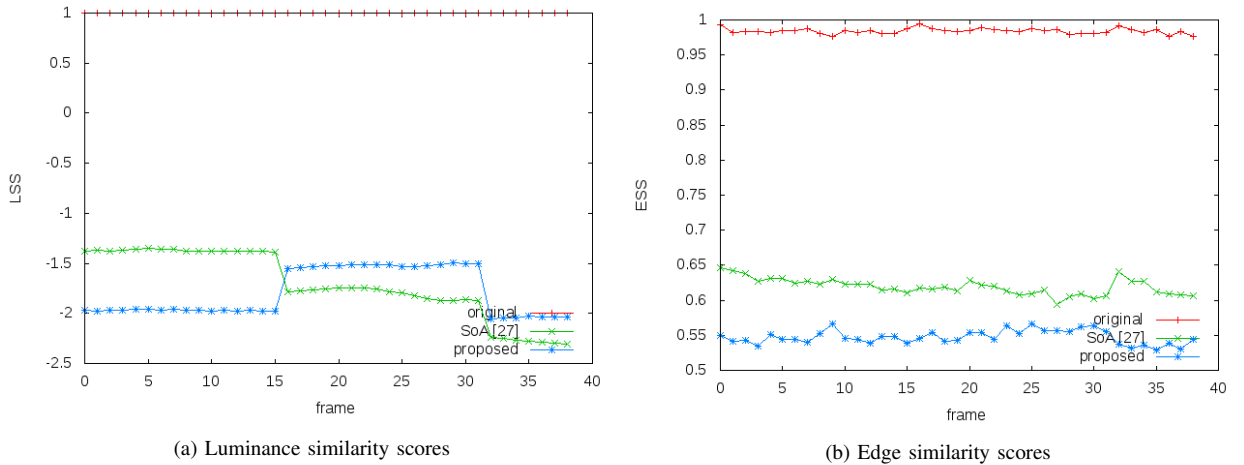 1
0.5
0
-0.5
-1
-1.5
-2
-2.5
LSS
0 5 10 15 20 25 30 35 40
frame
original
SoA [27]
proposed
(a) Luminance similarity scores
1
0.95
0.9
0.85
0.8
0.75
0.7
0.65
0.6
0.55
0.5
ESS
0 5 10 15 20 25 30 35 40
frame
original
SoA [27]
proposed
(b) Edge similarity scores